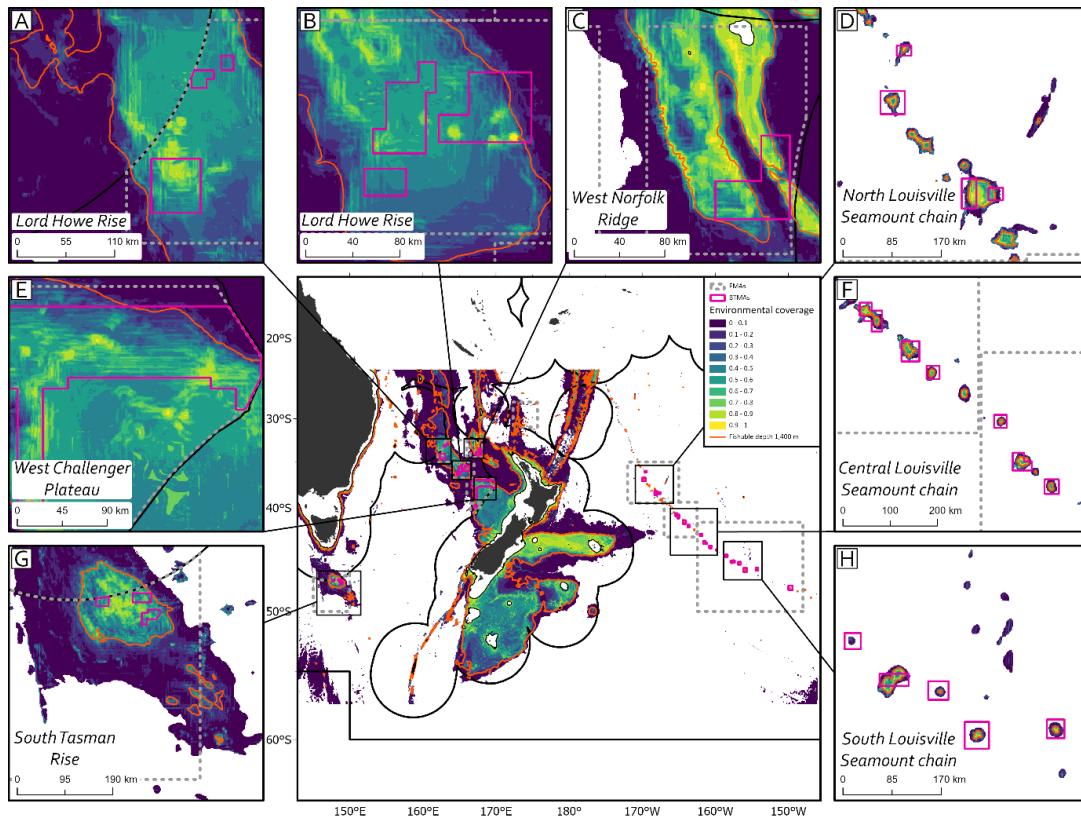 A
Lord Howe Rise
0 55 110 km
B
Lord Howe Rise
0 40 80 km
C
West Norfolk
Ridge
0 40 80 km
D
North Louisville
Seamount chain
0 85 170 km
E
West Challenger
Plateau
0 45 90 km
FMAs
BTMAs
Environmental coverage
0 - 0.1
0.1 - 0.2
0.2 - 0.3
0.3 - 0.4
0.4 - 0.5
0.5 - 0.6
0.6 - 0.7
0.7 - 0.8
0.8 - 0.9
0.9 - 1
Fishable depth 1,400 m
20°S
30°S
40°S
50°S
60°S
150°E 160°E 170°E 180° 170°W 160°W 150°W
F
Central Louisville
Seamount chain
0 100 200 km
G
South Tasman
Rise
0 95 190 km
H
South Louisville
Seamount chain
0 85 170 km